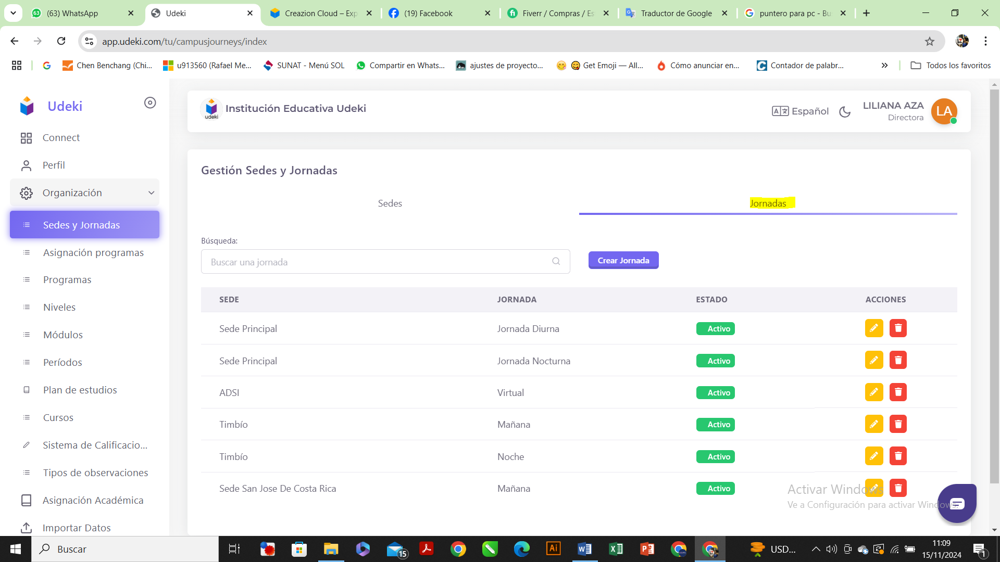 63
(63) WhatsApp
Udeki
Creazion Cloud – Exp
(19) Facebook
Fiverr / Compras / Es
Traductor de Google
puntero para pc - Bu
app.udeki.com/tu/campusjourneys/index
Chen Benchang (Chi...
u913560 (Rafael Me...
SUNAT - Menú SOL
Compartir en Whats...
ajustes de proyecto...
Get Emoji — All...
Cómo anunciar en...
Contador de palabr...
Todos los favoritos
Udeki
Connect
Perfil
Organización
Sedes y Jornadas
Asignación programas
Programas
Niveles
Módulos
Períodos
Plan de estudios
Cursos
Sistema de Calificacio...
Tipos de observaciones
Asignación Académica
Importar Datos
udeki
Institución Educativa Udeki
Español
LILIANA AZA
Directora
LA
Gestión Sedes y Jornadas
Sedes
Jornadas
Búsqueda:
Buscar una jornada
Crear Jornada
SEDE JORNADA ESTADO ACCIONES
Sede Principal Jornada Diurna Activo
Sede Principal Jornada Nocturna Activo
ADSI Virtual Activo
Timbío Mañana Activo
Timbío Noche Activo
Sede San Jose De Costa Rica Mañana Activo
Activar Windows
Ve a Configuración para activar Windows.
Buscar
15
Ai
USD...
11:09
15/11/2024
1